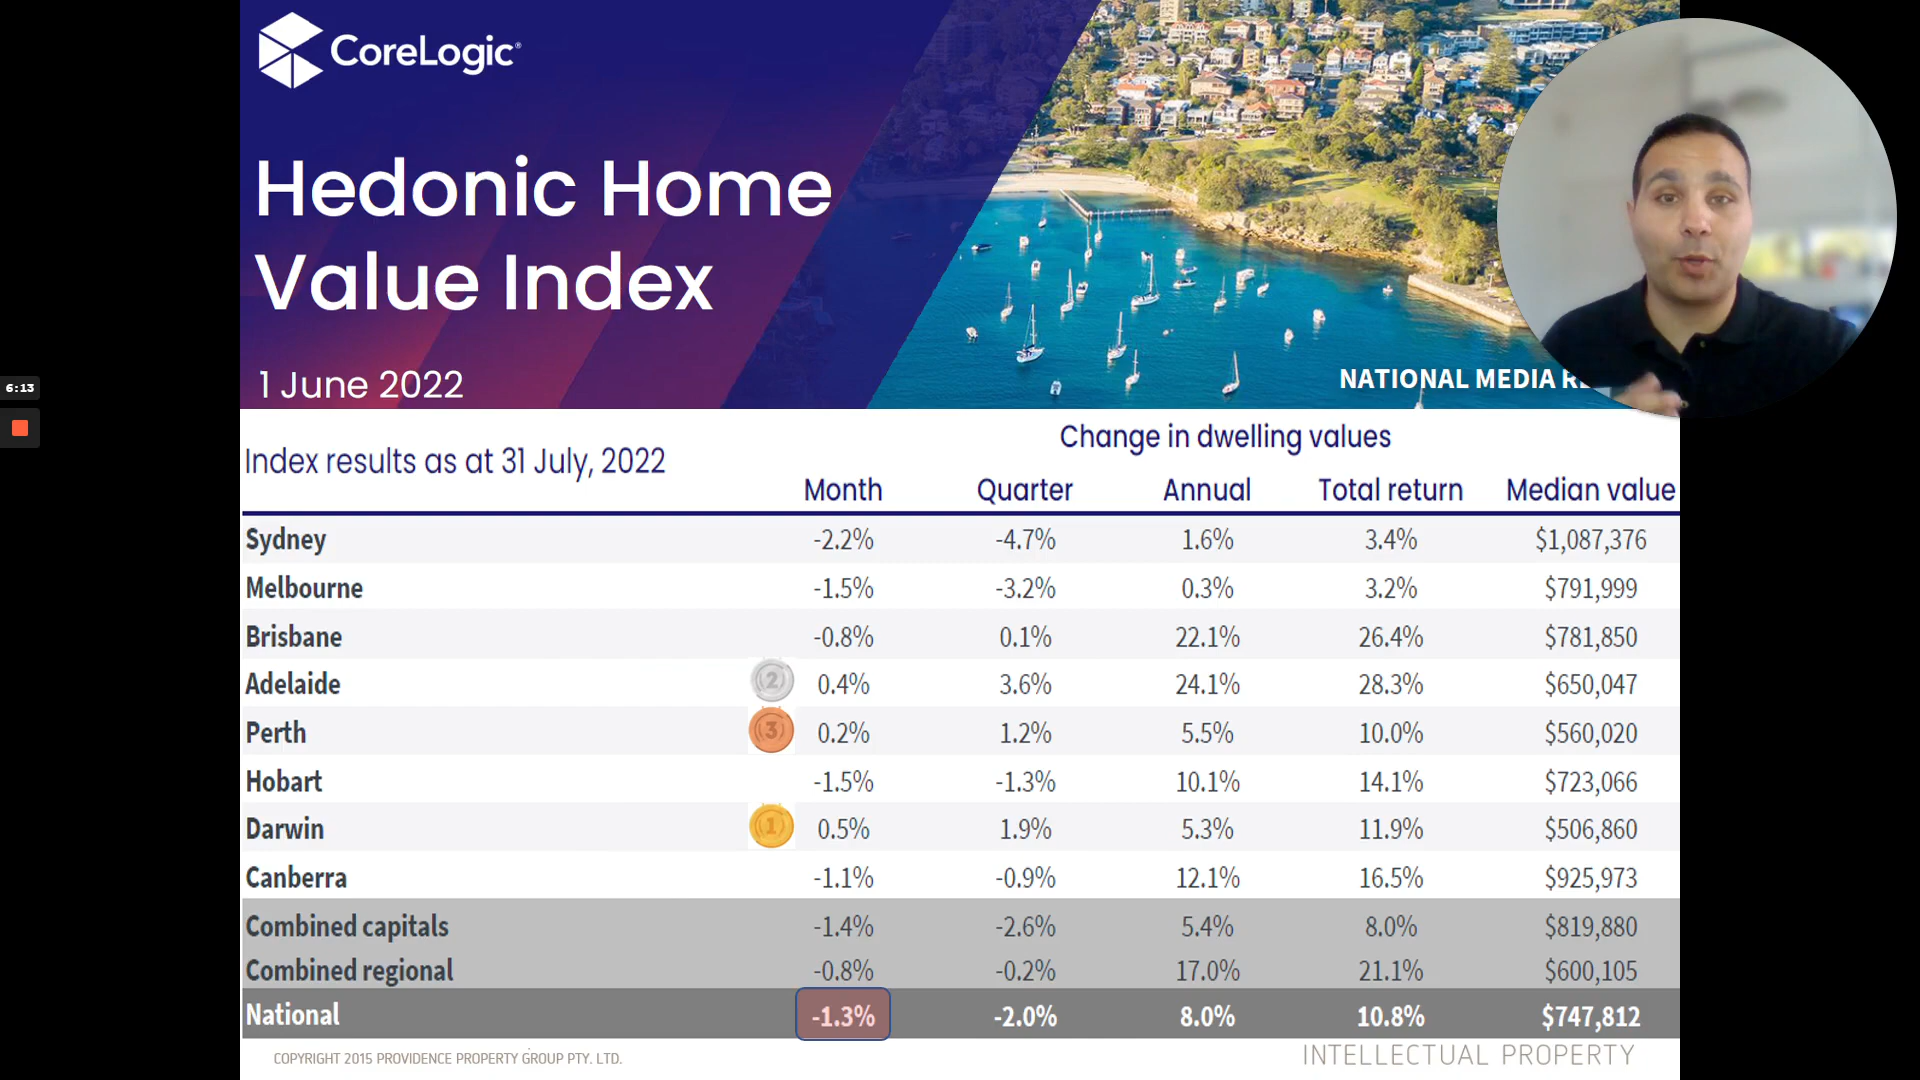 CoreLogic®
Hedonic Home
Value Index
1 June 2022
NATIONAL MEDIA
6:13
Change in dwelling values
Index results as at 31 July, 2022
Month Quarter Annual Total return Median value
Sydney -2.2% -4.7% 1.6% 3.4% $1,087,376
Melbourne -1.5% -3.2% 0.3% 3.2% $791,999
Brisbane -0.8% 0.1% 22.1% 26.4% $781,850
Adelaide 2 0.4% 3.6% 24.1% 28.3% $650,047
Perth 3 0.2% 1.2% 5.5% 10.0% $560,020
Hobart -1.5% -1.3% 10.1% 14.1% $723,066
Darwin 1 0.5% 1.9% 5.3% 11.9% $506,860
Canberra -1.1% -0.9% 12.1% 16.5% $925,973
Combined capitals -1.4% -2.6% 5.4% 8.0% $819,880
Combined regional -0.8% -0.2% 17.0% 21.1% $600,105
National -1.3% -2.0% 8.0% 10.8% $747,812
COPYRIGHT 2015 PROVIDENCE PROPERTY GROUP PTY. LTD.
INTELLECTUAL PROPERTY